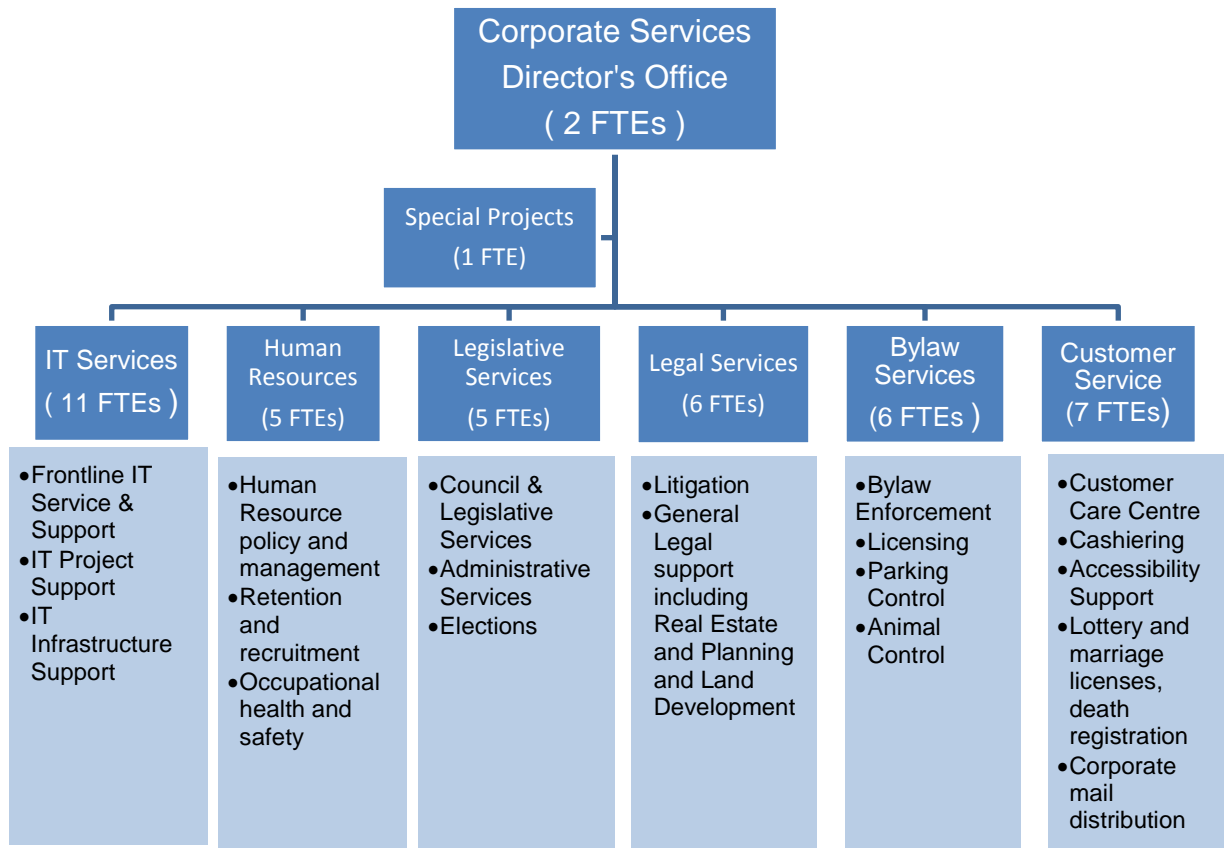 Corporate Services
Director's Office
( 2 FTEs )
Special Projects
(1 FTE)
IT Services
( 11 FTEs )
Human
Resources
(5 FTEs)
Legislative
Services
(5 FTEs)
Legal Services
(6 FTEs)
Bylaw
Services
(6 FTEs )
Customer
Service
(7 FTEs)
•Frontline IT
Service &
Support
•IT Project
Support
•IT
Infrastructure
Support
•Human
Resource
policy and
management
•Retention
and
recruitment
•Occupational
health and
safety
•Council &
Legislative
Services
•Administrative
Services
•Elections
•Litigation
•General
Legal
support
including
Real Estate
and Planning
and Land
Development
•Bylaw
Enforcement
•Licensing
•Parking
Control
•Animal
Control
•Customer
Care Centre
•Cashiering
•Accessibility
Support
•Lottery and
marriage
licenses,
death
registration
•Corporate
mail
distribution